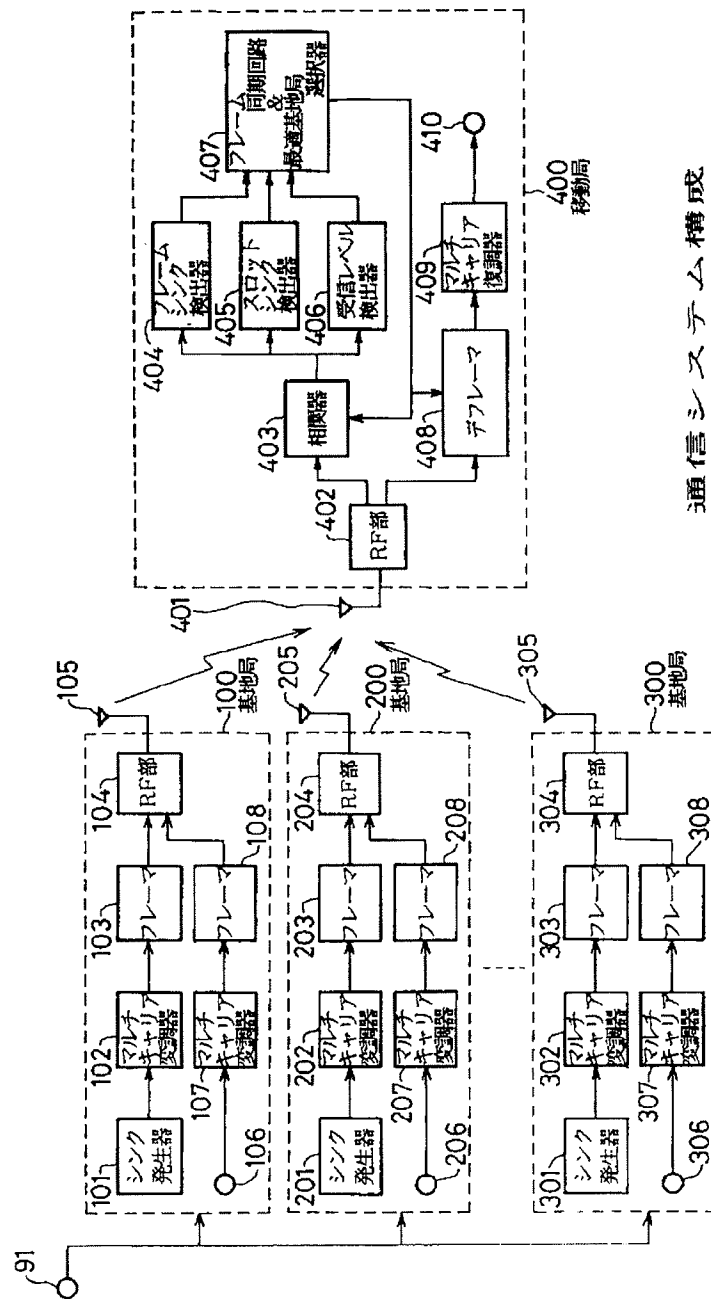 91
100
基地局
101
シンク
発生器
102
マルチ
キャリア
変調器
103
フレーマ
104
RF部
105
106
107
マルチ
キャリア
変調器
108
フレーマ
200
基地局
201
シンク
発生器
202
マルチ
キャリア
変調器
203
フレーマ
204
RF部
205
206
207
マルチ
キャリア
変調器
208
フレーマ
300
基地局
301
シンク
発生器
302
マルチ
キャリア
変調器
303
フレーマ
304
RF部
305
306
307
マルチ
キャリア
変調器
308
フレーマ
400
移動局
401
402
RF部
403
相関器
404
フレーム
シンク
検出器
405
スロット
シンク
検出器
406
受信レベル
検出器
407
フレーム
同期回路
&
最適基地局
選択器
408
デフレーマ
409
マルチ
キャリア
復調器
410
通信システム構成